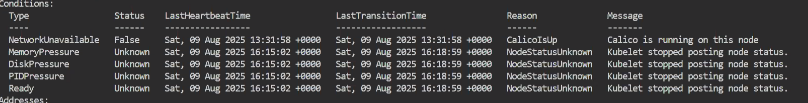 Conditions:
Type Status LastHeartbeatTime LastTransitionTime Reason Message
---- ------ ----------------- ------------------ ------ -------
NetworkUnavailable False Sat, 09 Aug 2025 13:31:58 +0000 Sat, 09 Aug 2025 13:31:58 +0000 CalicoIsUp Calico is running on this node
MemoryPressure Unknown Sat, 09 Aug 2025 16:15:02 +0000 Sat, 09 Aug 2025 16:18:59 +0000 NodeStatusUnknown Kubelet stopped posting node status.
DiskPressure Unknown Sat, 09 Aug 2025 16:15:02 +0000 Sat, 09 Aug 2025 16:18:59 +0000 NodeStatusUnknown Kubelet stopped posting node status.
PIDPressure Unknown Sat, 09 Aug 2025 16:15:02 +0000 Sat, 09 Aug 2025 16:18:59 +0000 NodeStatusUnknown Kubelet stopped posting node status.
Ready Unknown Sat, 09 Aug 2025 16:15:02 +0000 Sat, 09 Aug 2025 16:18:59 +0000 NodeStatusUnknown Kubelet stopped posting node status.
Addresses: